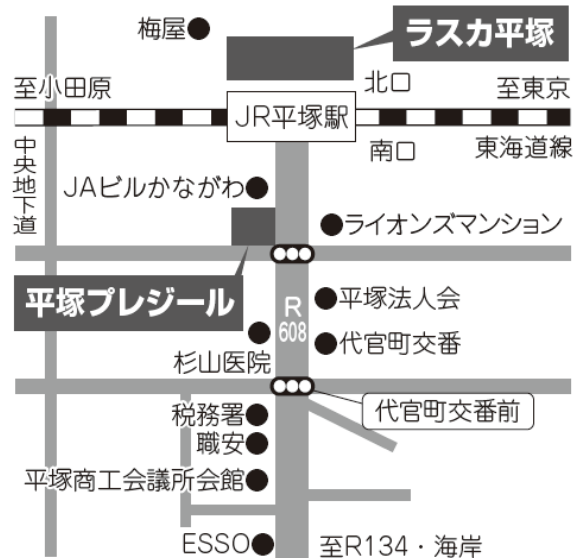 梅屋
ラスカ平塚
至小田原
北口
至東京
JR平塚駅
中央地下道
南口
東海道線
JAビルかながわ
ライオンズマンション
平塚プレジール
R
608
平塚法人会
代官町交番
杉山医院
代官町交番前
税務署
職安
平塚商工会議所会館
ESSO
至R134・海岸